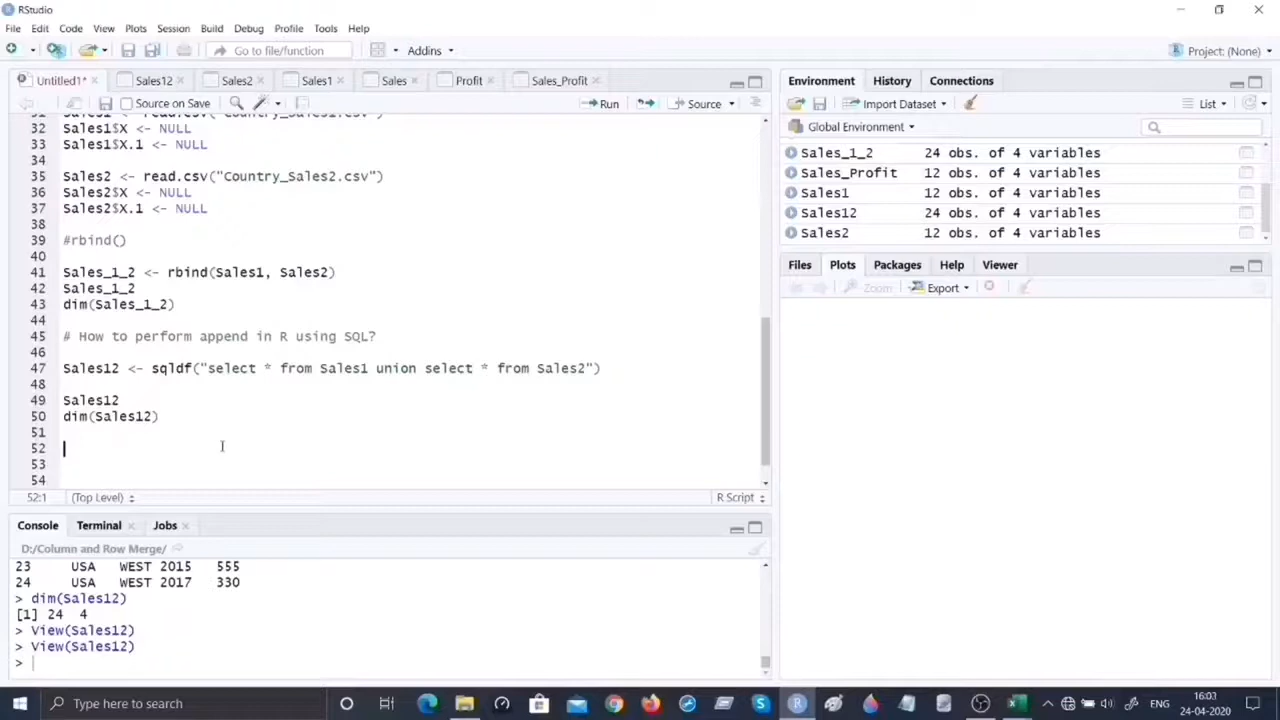 RStudio
File Edit Code View Plots Session Build Debug Profile Tools Help
Go to file/function Addins Project: (None)
Untitled1* Sales12 Sales2 Sales1 Sales Profit Sales_Profit
Source on Save Run Source
31 Sales1 <- read.csv("Country_Sales1.csv")
32 Sales1$X <- NULL
33 Sales1$X.1 <- NULL
34
35 Sales2 <- read.csv("Country_Sales2.csv")
36 Sales2$X <- NULL
37 Sales2$X.1 <- NULL
38
39 #rbind()
40
41 Sales_1_2 <- rbind(Sales1, Sales2)
42 Sales_1_2
43 dim(Sales_1_2)
44
45 # How to perform append in R using SQL?
46
47 Sales12 <- sqldf("select * from Sales1 union select * from Sales2")
48
49 Sales12
50 dim(Sales12)
51
52
53
54
52:1 (Top Level) R Script
Console Terminal Jobs
D:/Column and Row Merge/
23 USA WEST 2015 555
24 USA WEST 2017 330
> dim(Sales12)
[1] 24 4
> View(Sales12)
> View(Sales12)
>
Environment History Connections
Import Dataset List
Global Environment
Sales_1_2 24 obs. of 4 variables
Sales_Profit 12 obs. of 4 variables
Sales1 12 obs. of 4 variables
Sales12 24 obs. of 4 variables
Sales2 12 obs. of 4 variables
Files Plots Packages Help Viewer
Zoom Export
Type here to search
ENG
16:03
24-04-2020